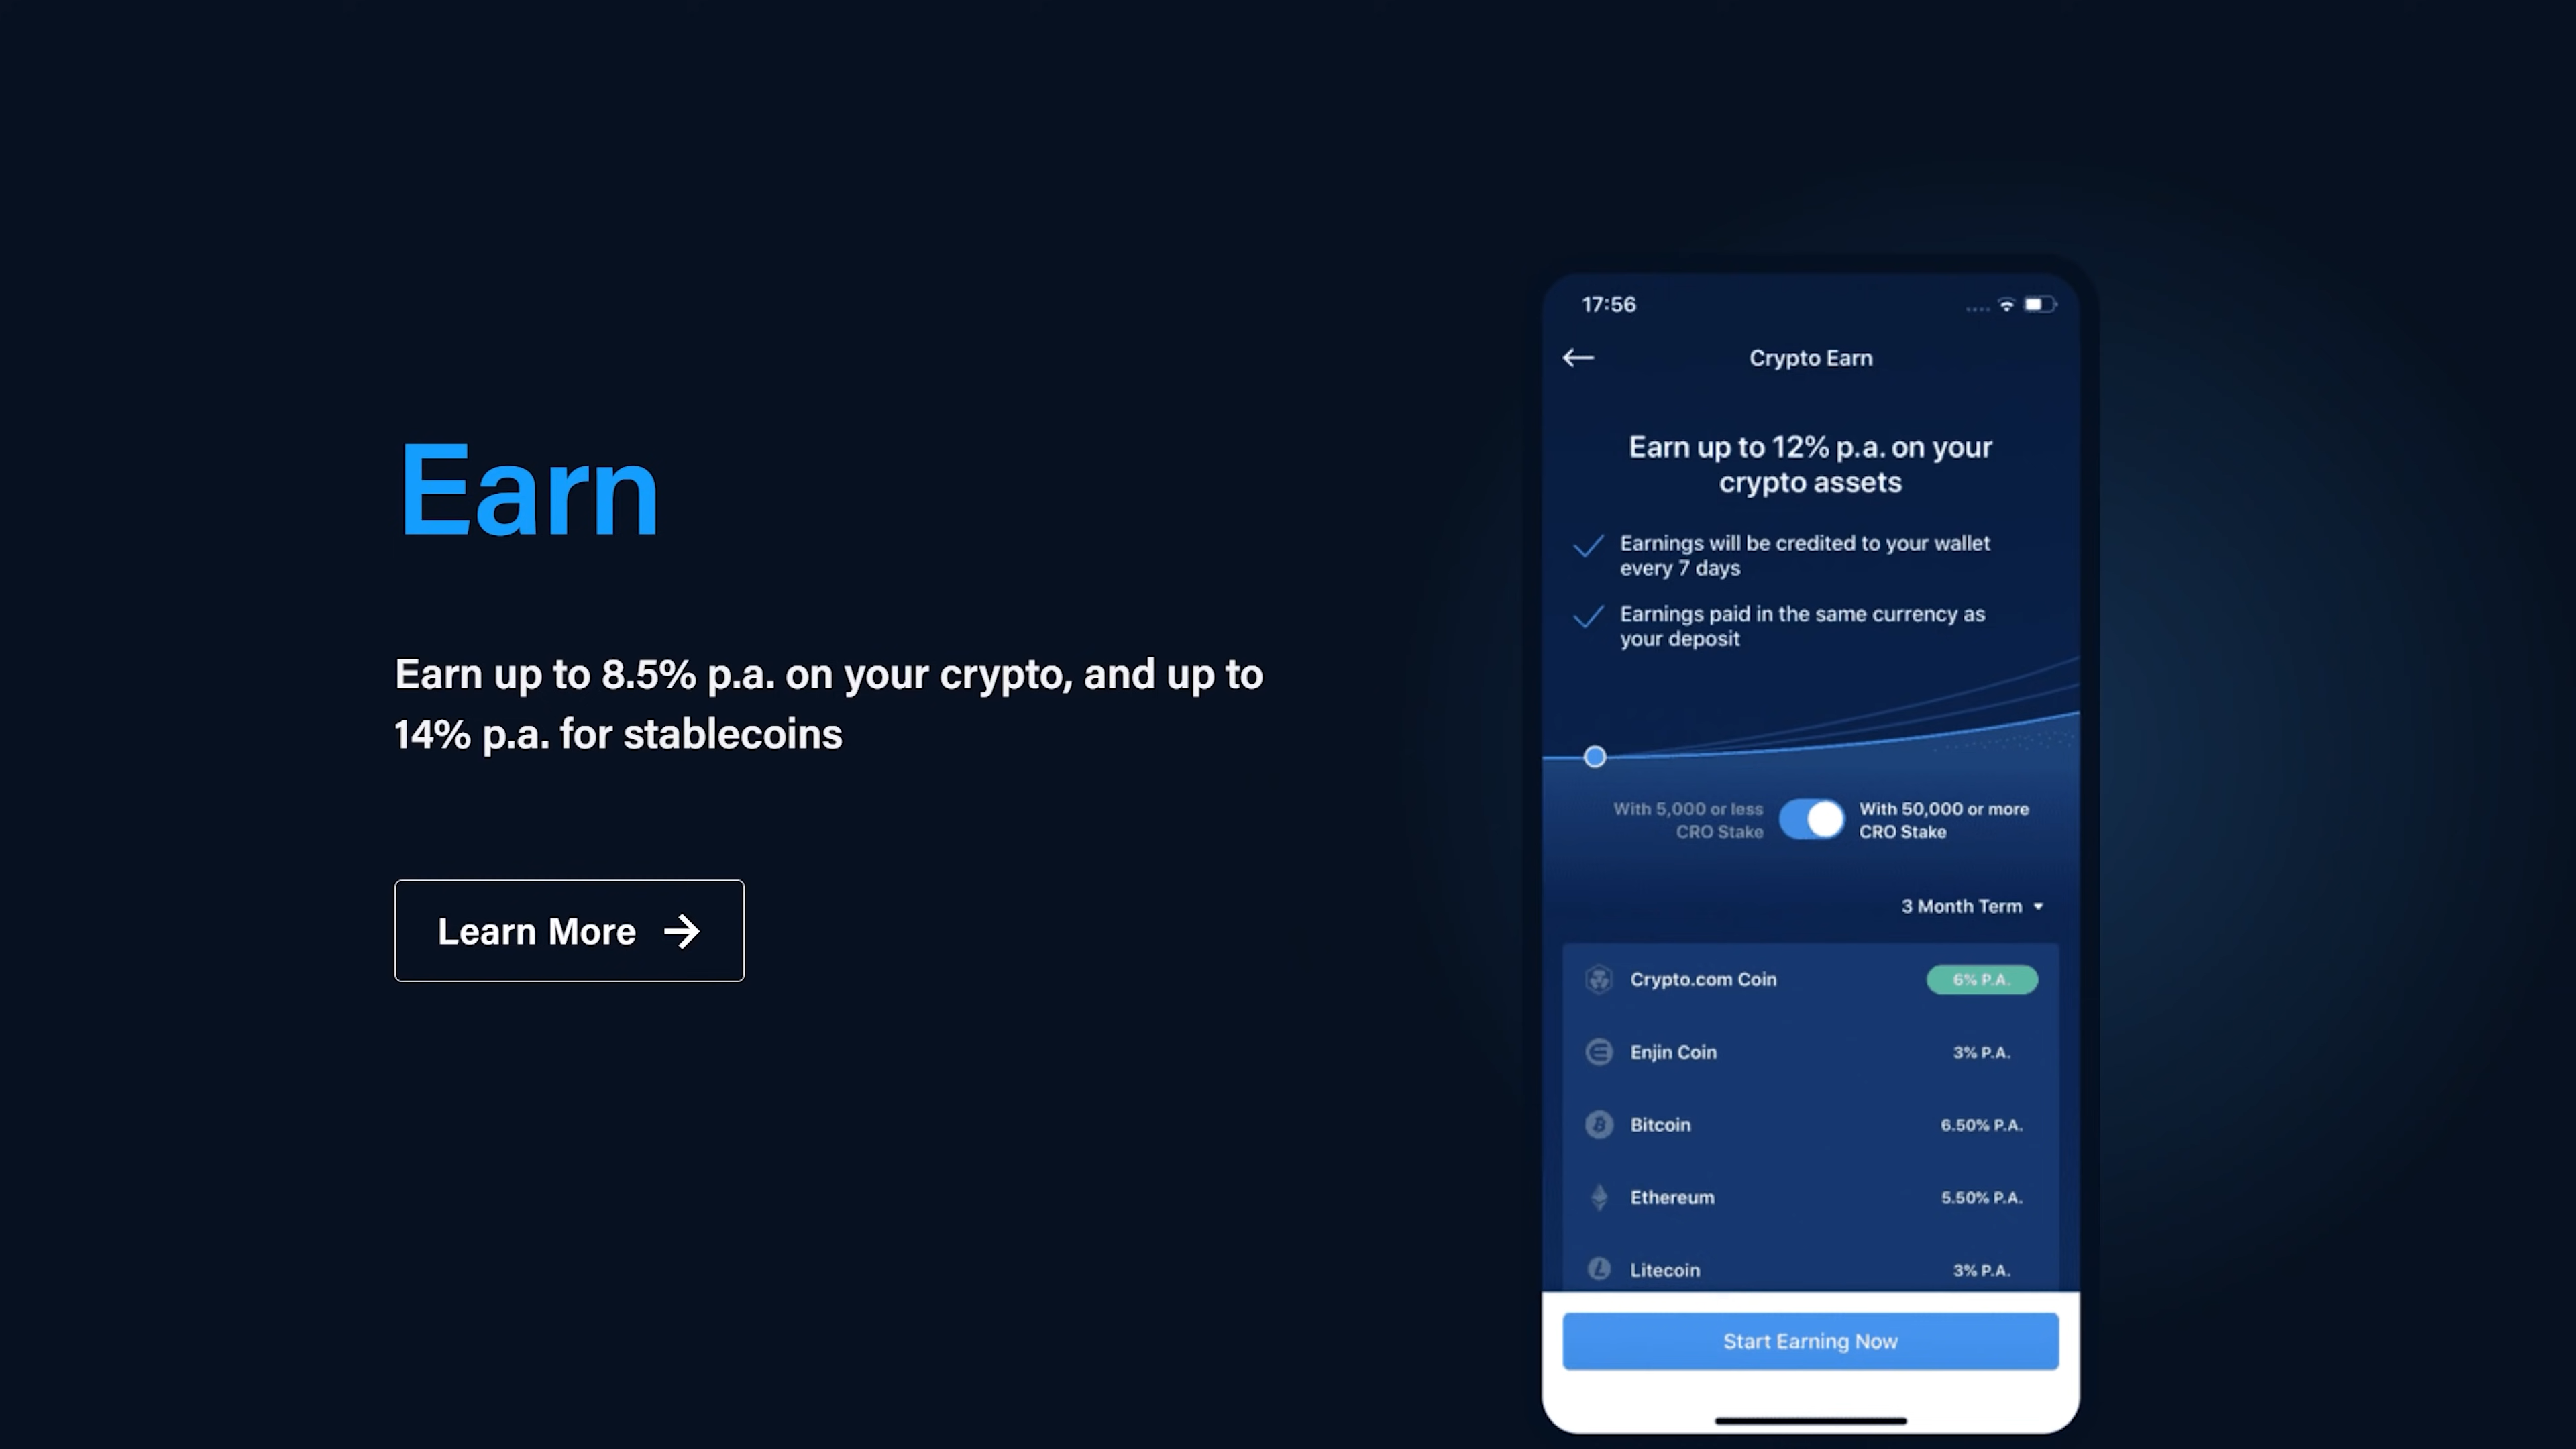 Earn
Earn up to 8.5% p.a. on your crypto, and up to
14% p.a. for stablecoins
Learn More
17:56
Crypto Earn
Earn up to 12% p.a. on your
crypto assets
Earnings will be credited to your wallet
every 7 days
Earnings paid in the same currency as
your deposit
With 5,000 or less
CRO Stake
With 50,000 or more
CRO Stake
3 Month Term
Crypto.com Coin 6% P.A.
Enjin Coin 3% P.A.
Bitcoin 6.50% P.A.
Ethereum 5.50% P.A.
Litecoin 3% P.A.
Start Earning Now